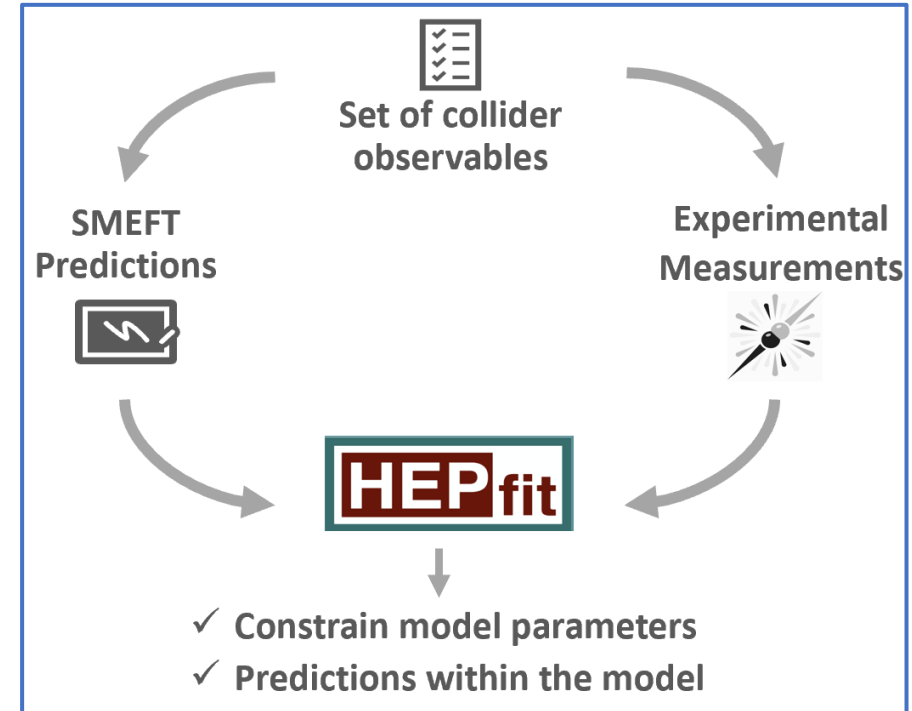 Set of collider
observables
SMEFT
Predictions
Experimental
Measurements
HEPfit
✓ Constrain model parameters
✓ Predictions within the model